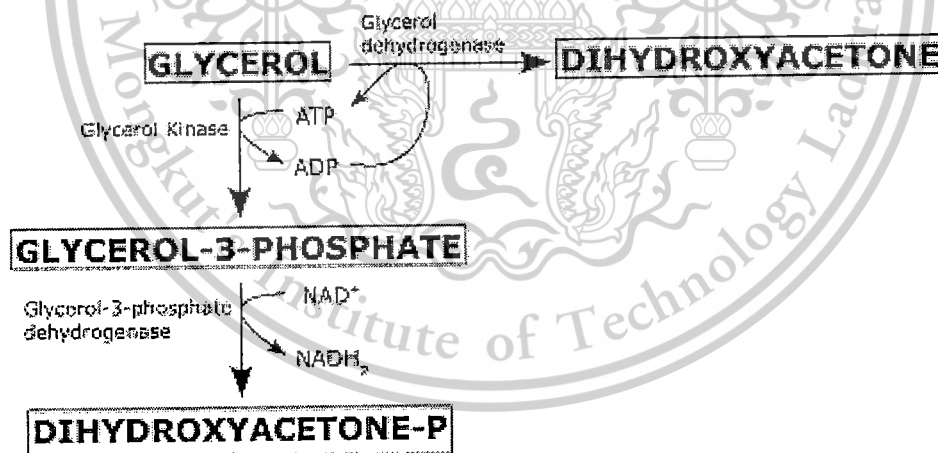 Glycerol
dehydrogenase
GLYCEROL
DIHYDROXYACETONE
ATP
Glycerol Kinase
ADP
GLYCEROL-3-PHOSPHATE
Glycerol-3-phosphate
dehydrogenase
NAD⁺
NADH₂
DIHYDROXYACETONE-P
Mongkut
Institute of Technology Ladkra